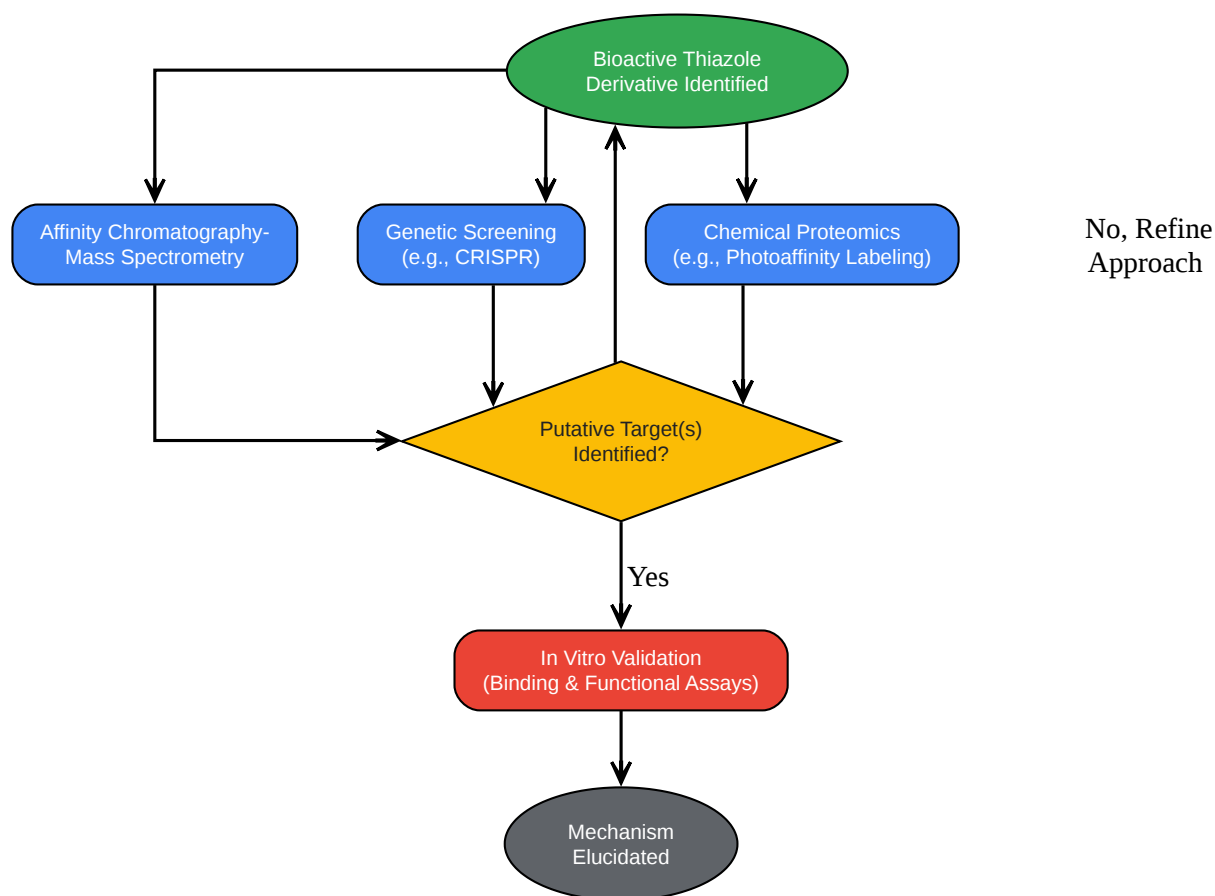 Bioactive Thiazole
Derivative Identified
Affinity Chromatography-
Mass Spectrometry
Genetic Screening
(e.g., CRISPR)
Chemical Proteomics
(e.g., Photoaffinity Labeling)
No, Refine
Approach
Putative Target(s)
Identified?
Yes
In Vitro Validation
(Binding & Functional Assays)
Mechanism
Elucidated